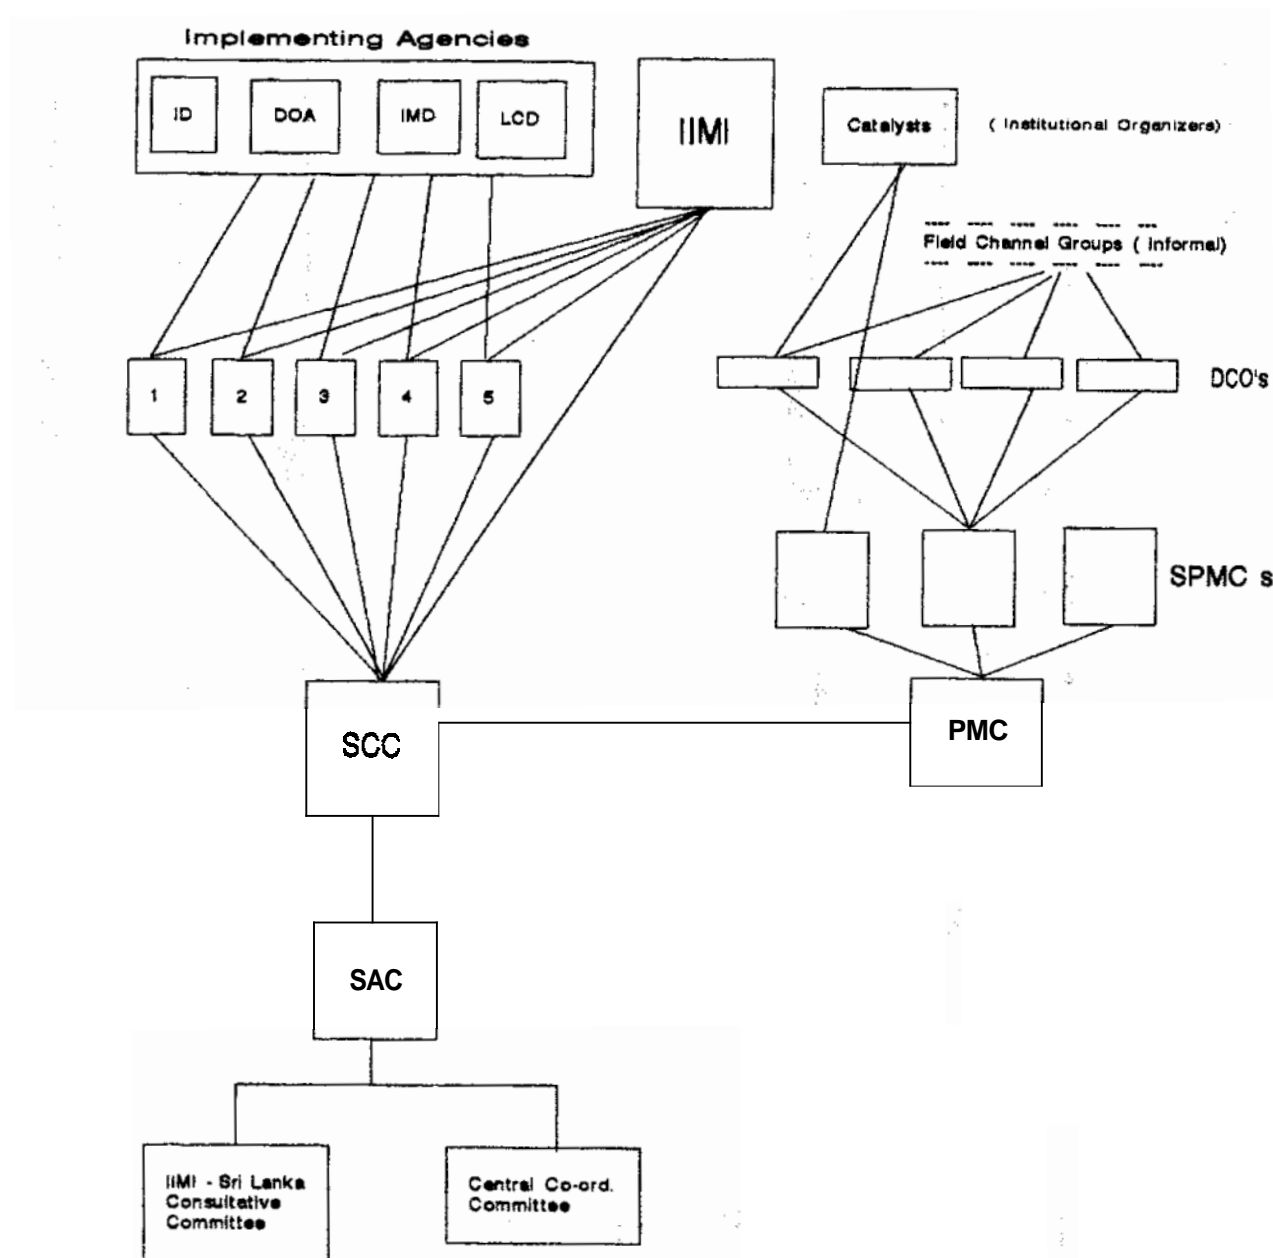 Implementing Agencies
ID
DOA
IMD
LCD
IIMI
Catalysts
( Institutional Organizers)
Field Channel Groups ( Informal)
1
2
3
4
5
DCO's
SPMC s
SCC
PMC
SAC
IIMI - Sri Lanka
Consultative
Committee
Central Co-ord.
Committee